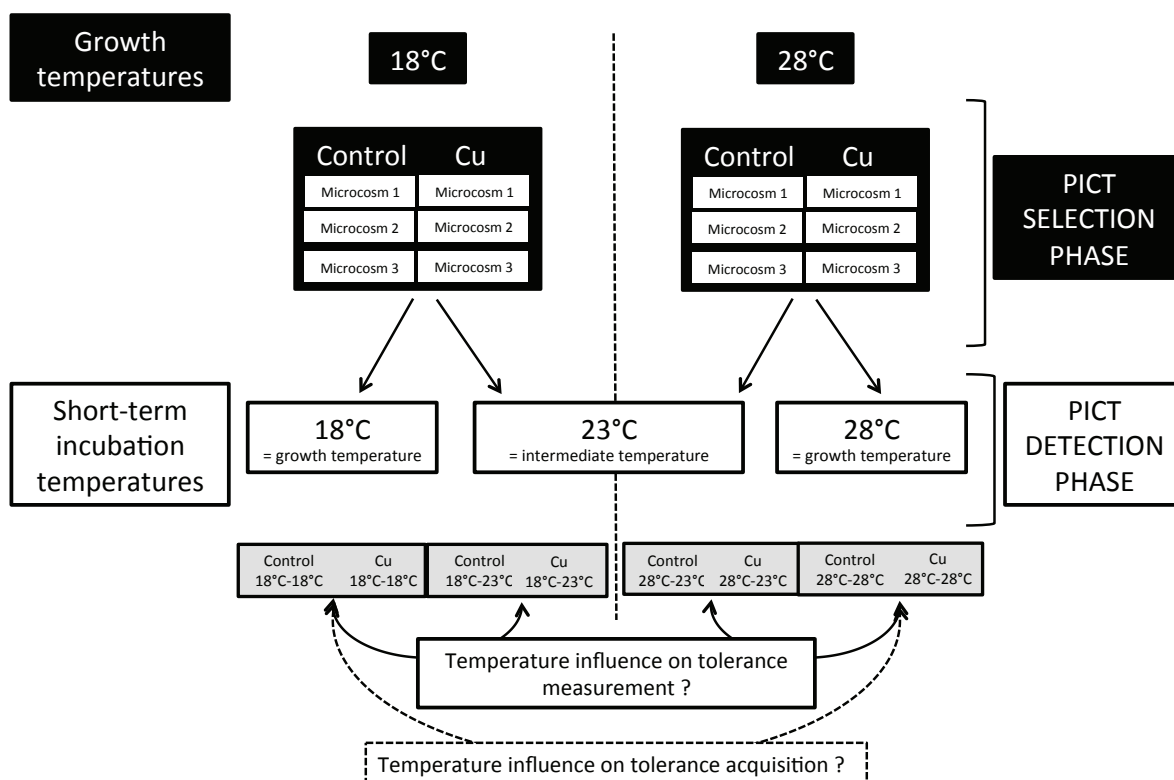 Growth
temperatures
18°C
28°C
Control Cu
Microcosm 1 Microcosm 1
Microcosm 2 Microcosm 2
Microcosm 3 Microcosm 3
Control Cu
Microcosm 1 Microcosm 1
Microcosm 2 Microcosm 2
Microcosm 3 Microcosm 3
PICT
SELECTION
PHASE
Short-term
incubation
temperatures
18°C
= growth temperature
23°C
= intermediate temperature
28°C
= growth temperature
PICT
DETECTION
PHASE
Control Cu
18°C-18°C 18°C-18°C
Control Cu
18°C-23°C 18°C-23°C
Control Cu
28°C-23°C 28°C-23°C
Control Cu
28°C-28°C 28°C-28°C
Temperature influence on tolerance
measurement ?
Temperature influence on tolerance acquisition ?